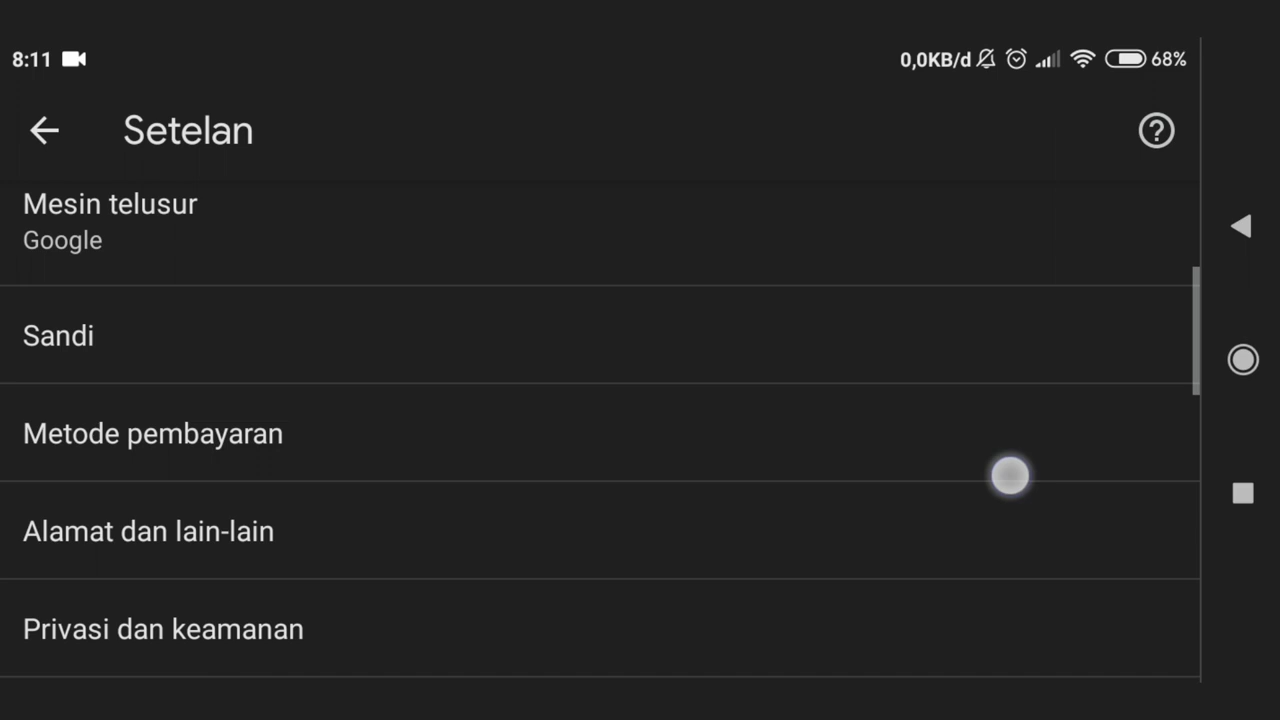 8:11 0,0KB/d 68%
Setelan
Mesin telusur
Google
Sandi
Metode pembayaran
Alamat dan lain-lain
Privasi dan keamanan